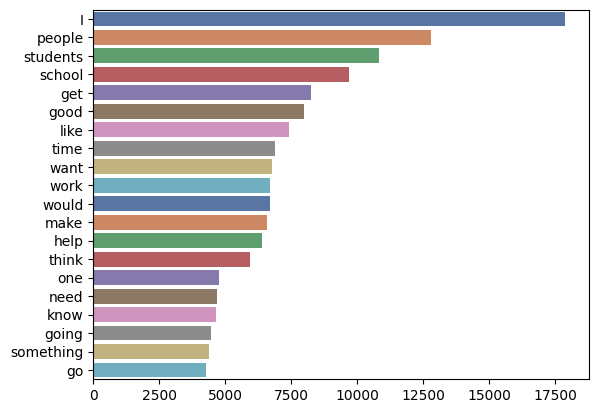 I
people
students
school
get
good
like
time
want
work
would
make
help
think
one
need
know
going
something
go
0 2500 5000 7500 10000 12500 15000 17500